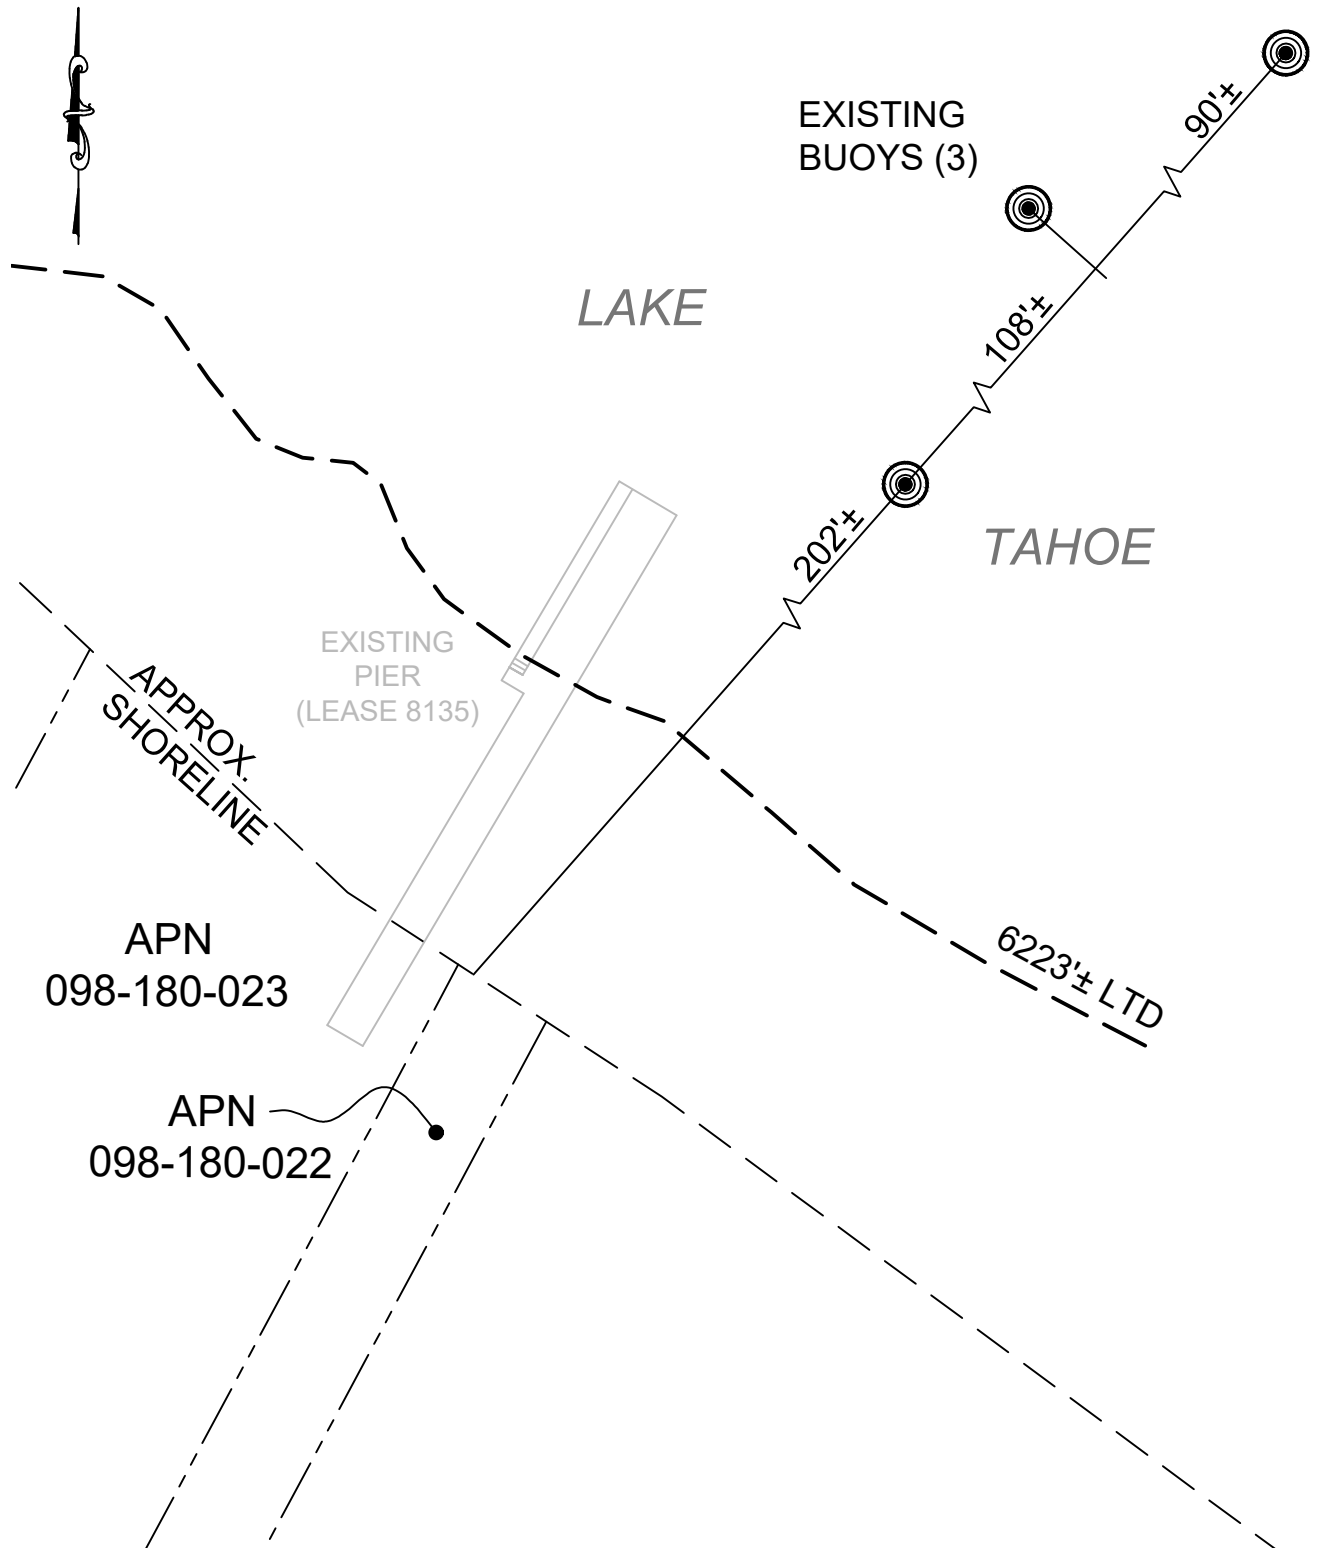 90'±
EXISTING
BUOYS (3)
LAKE
108'±
202'±
TAHOE
EXISTING
PIER
(LEASE 8135)
APPROX.
SHORELINE
APN
098-180-023
6223'± LTD
APN
098-180-022